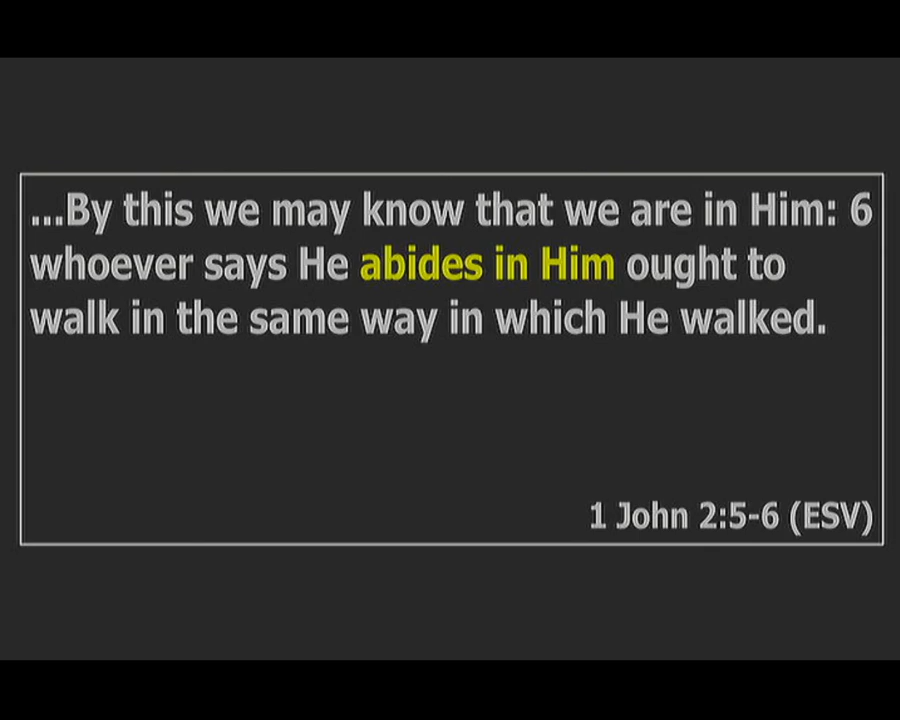 ...By this we may know that we are in Him: 6
whoever says He abides in Him ought to
walk in the same way in which He walked.
1 John 2:5-6 (ESV)